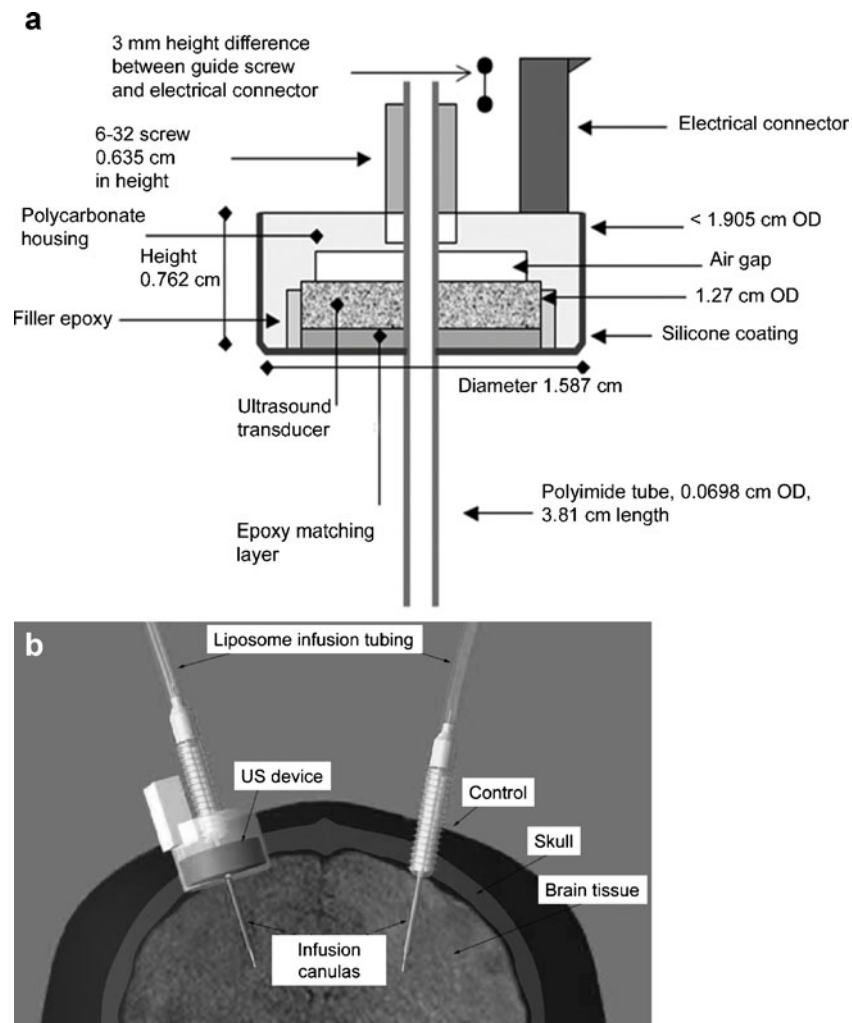 a
3 mm height difference
between guide screw
and electrical connector
Electrical connector
6-32 screw
0.635 cm
in height
Polycarbonate
housing
Height
0.762 cm
< 1.905 cm OD
Air gap
1.27 cm OD
Filler epoxy
Silicone coating
Diameter 1.587 cm
Ultrasound
transducer
Polyimide tube, 0.0698 cm OD,
3.81 cm length
Epoxy matching
layer
b
Liposome infusion tubing
US device
Control
Skull
Brain tissue
Infusion
canulas